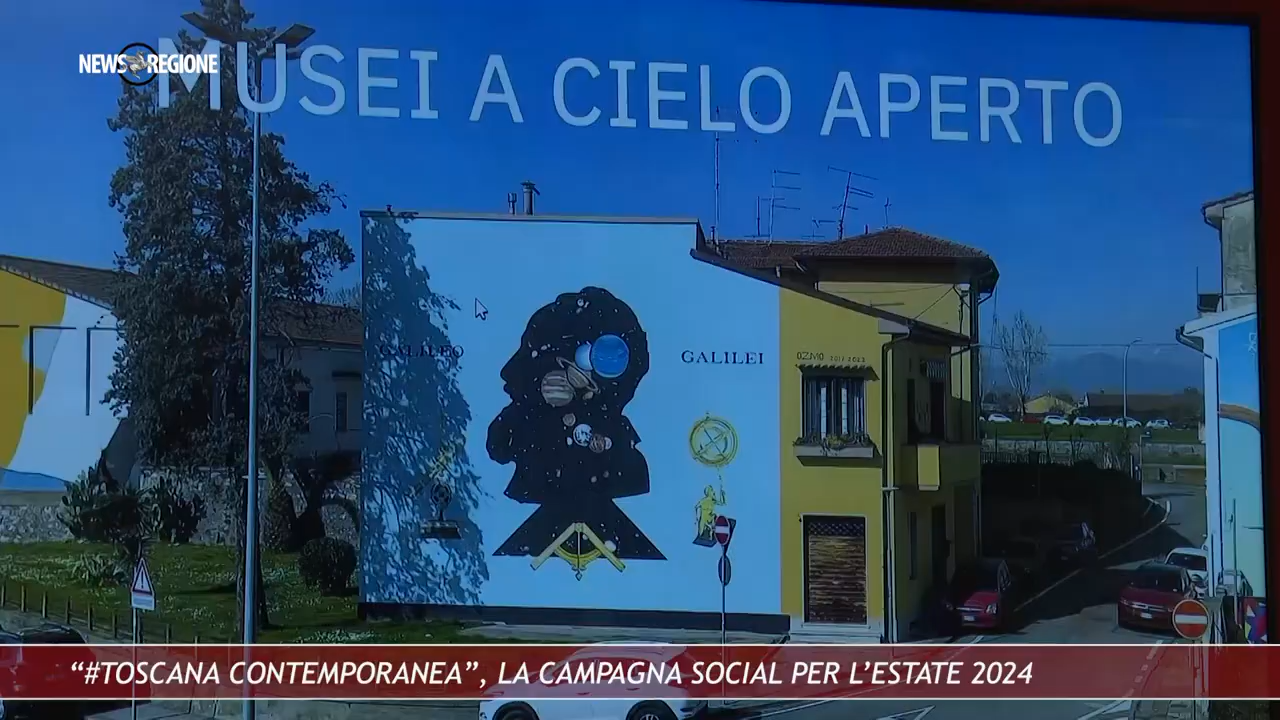 NEWS REGIONE
MUSEI A CIELO APERTO
GALILEO
GALILEI
OZMO
“#TOSCANA CONTEMPORANEA”, LA CAMPAGNA SOCIAL PER L’ESTATE 2024